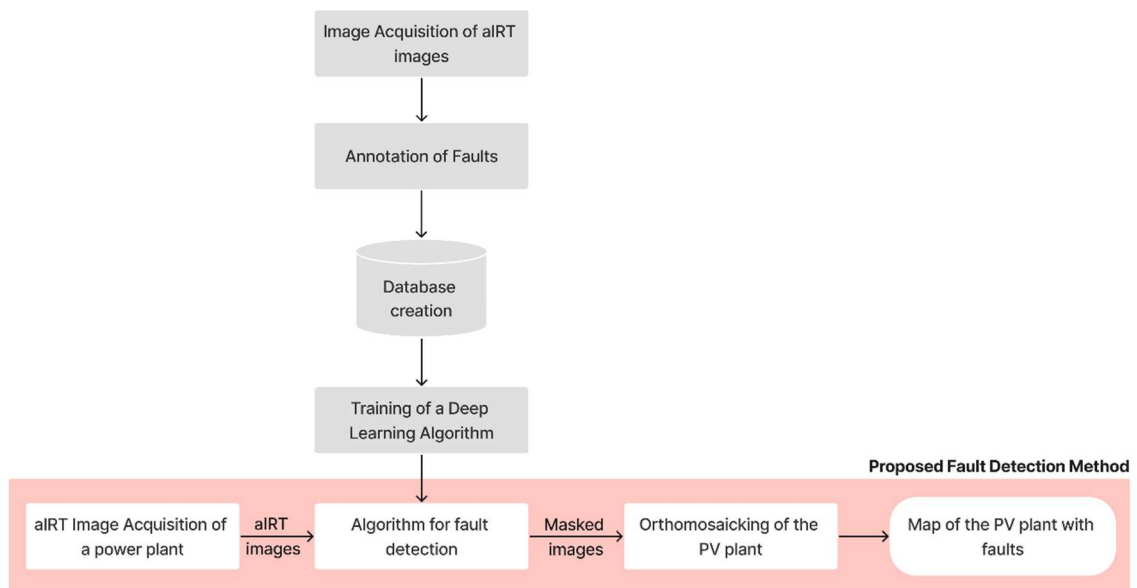 Image Acquisition of aIRT
images
Annotation of Faults
Database
creation
Training of a Deep
Learning Algorithm
Proposed Fault Detection Method
aIRT Image Acquisition of
a power plant
aIRT
images
Algorithm for fault
detection
Masked
images
Orthomosaicking of the
PV plant
Map of the PV plant with
faults